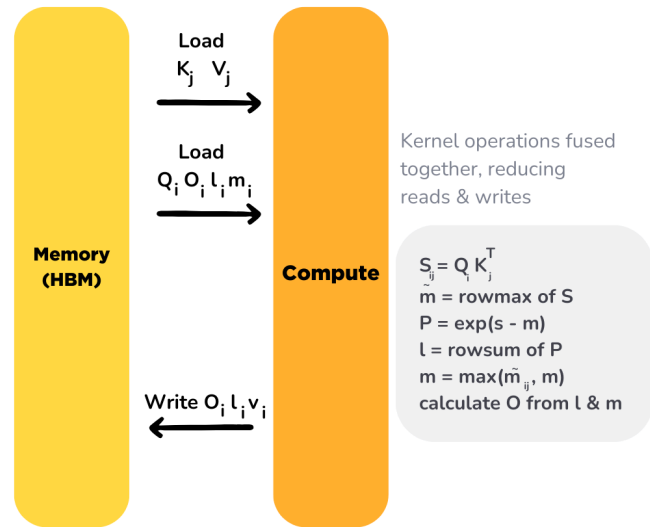 Load
Kj Vj
Load
Qi Oi li mi
Memory
(HBM)
Compute
Write Oi li vi
Kernel operations fused
together, reducing
reads & writes
Sij = Qi Kj^T
m̃ = rowmax of S
P = exp(s - m)
l = rowsum of P
m = max(m̃ij, m)
calculate O from l & m